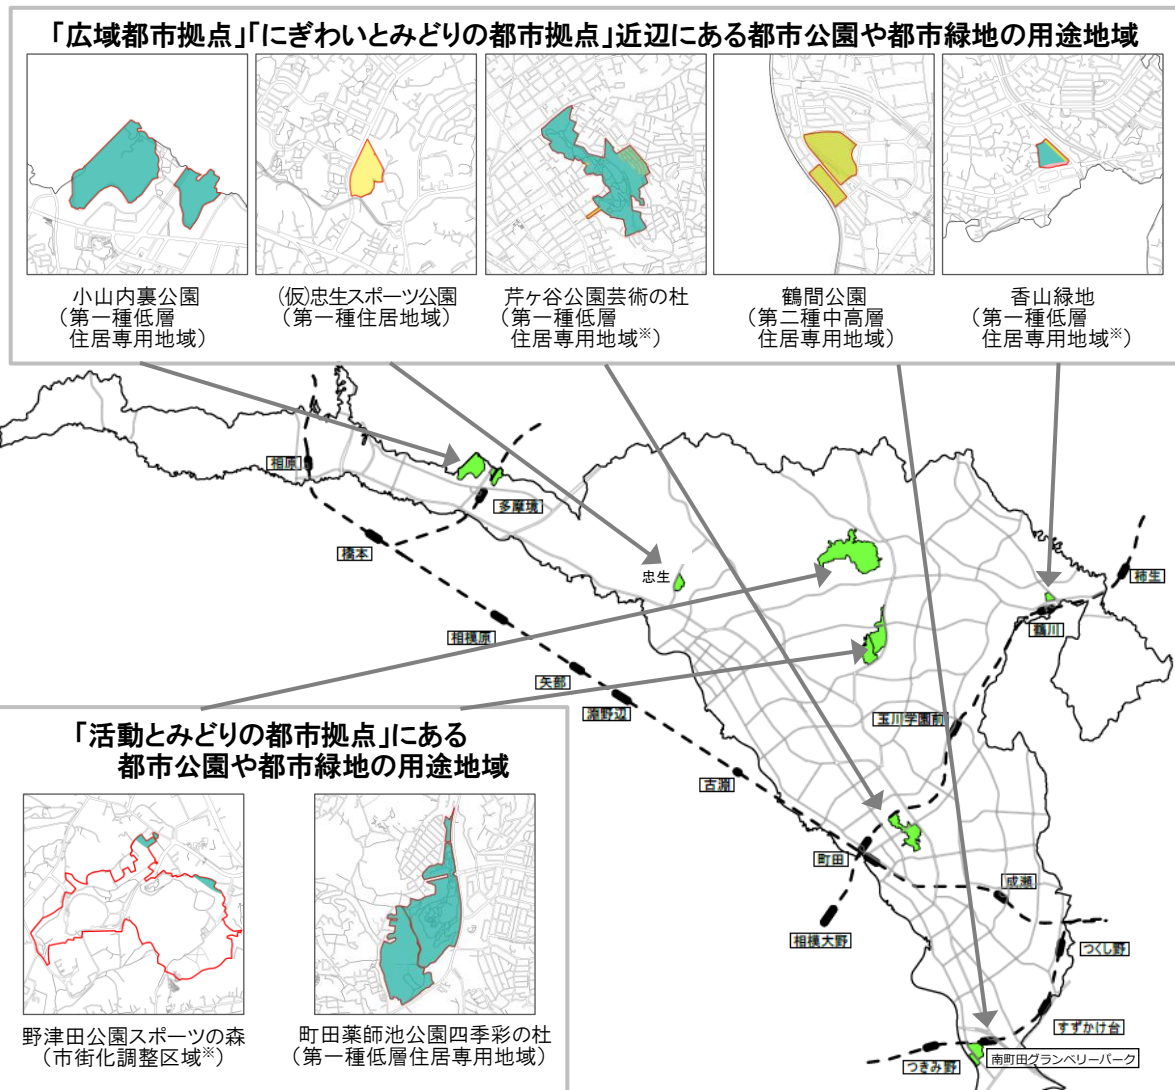 「広域都市拠点」「にぎわいとみどりの都市拠点」近辺にある都市公園や都市緑地の用途地域
小山内裏公園
（第一種低層
住居専用地域）
(仮)忠生スポーツ公園
（第一種住居地域）
芹ヶ谷公園芸術の杜
（第一種低層
住居専用地域※）
鶴間公園
（第二種中高層
住居専用地域）
香山緑地
（第一種低層
住居専用地域※）
相原
多摩境
橋本
忠生
柿生
鶴川
相模原
矢部
淵野辺
玉川学園前
古淵
町田
成瀬
相模大野
つくし野
すずかけ台
南町田グランベリーパーク
つきみ野
「活動とみどりの都市拠点」にある
都市公園や都市緑地の用途地域
野津田公園スポーツの森
（市街化調整区域※）
町田薬師池公園四季彩の杜
（第一種低層住居専用地域）